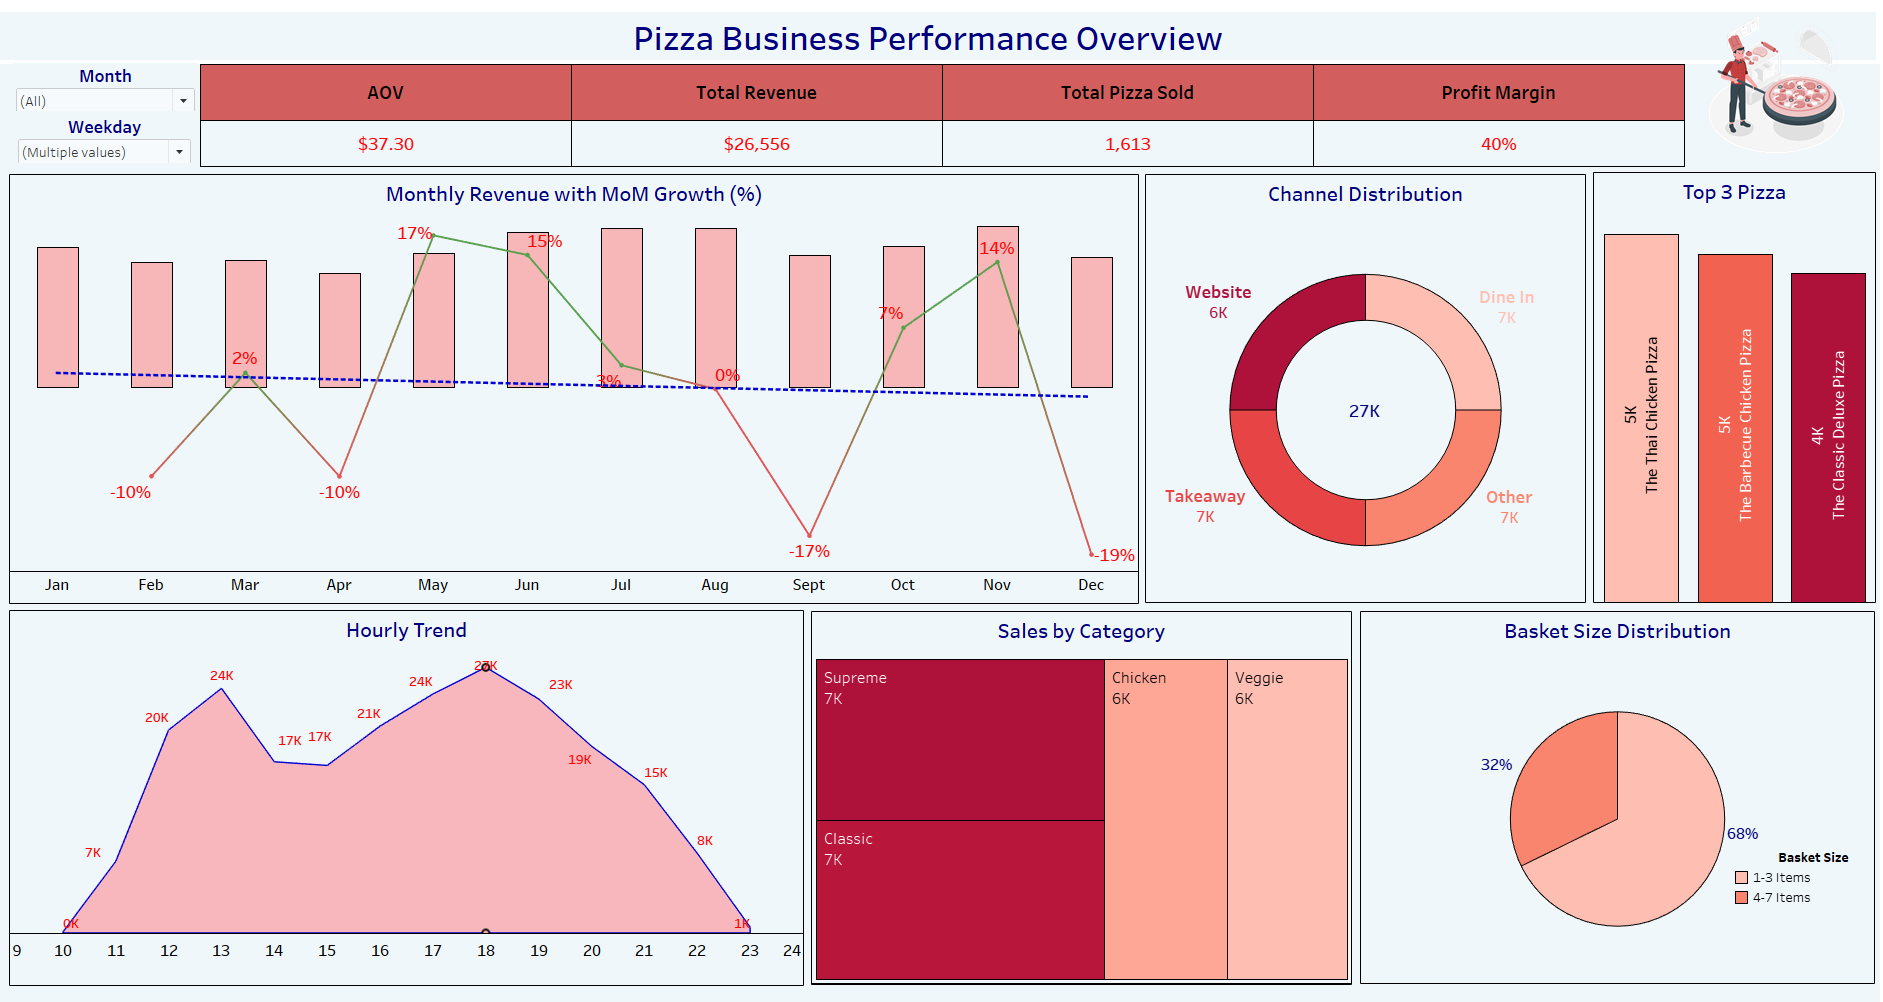 Pizza Business Performance Overview
Month
(All)
Weekday
(Multiple values)
AOV
Total Revenue
Total Pizza Sold
Profit Margin
$37.30
$26,556
1,613
40%
Monthly Revenue with MoM Growth (%)
-10%
2%
-10%
17%
15%
3%
0%
-17%
7%
14%
-19%
Jan
Feb
Mar
Apr
May
Jun
Jul
Aug
Sept
Oct
Nov
Dec
Channel Distribution
Website
6K
Dine In
7K
27K
Takeaway
7K
Other
7K
Top 3 Pizza
5K
The Thai Chicken Pizza
5K
The Barbecue Chicken Pizza
4K
The Classic Deluxe Pizza
Hourly Trend
0K
7K
20K
24K
17K
17K
21K
24K
27K
23K
19K
15K
8K
1K
9
10
11
12
13
14
15
16
17
18
19
20
21
22
23
24
Sales by Category
Supreme
7K
Classic
7K
Chicken
6K
Veggie
6K
Basket Size Distribution
32%
68%
Basket Size
1-3 Items
4-7 Items